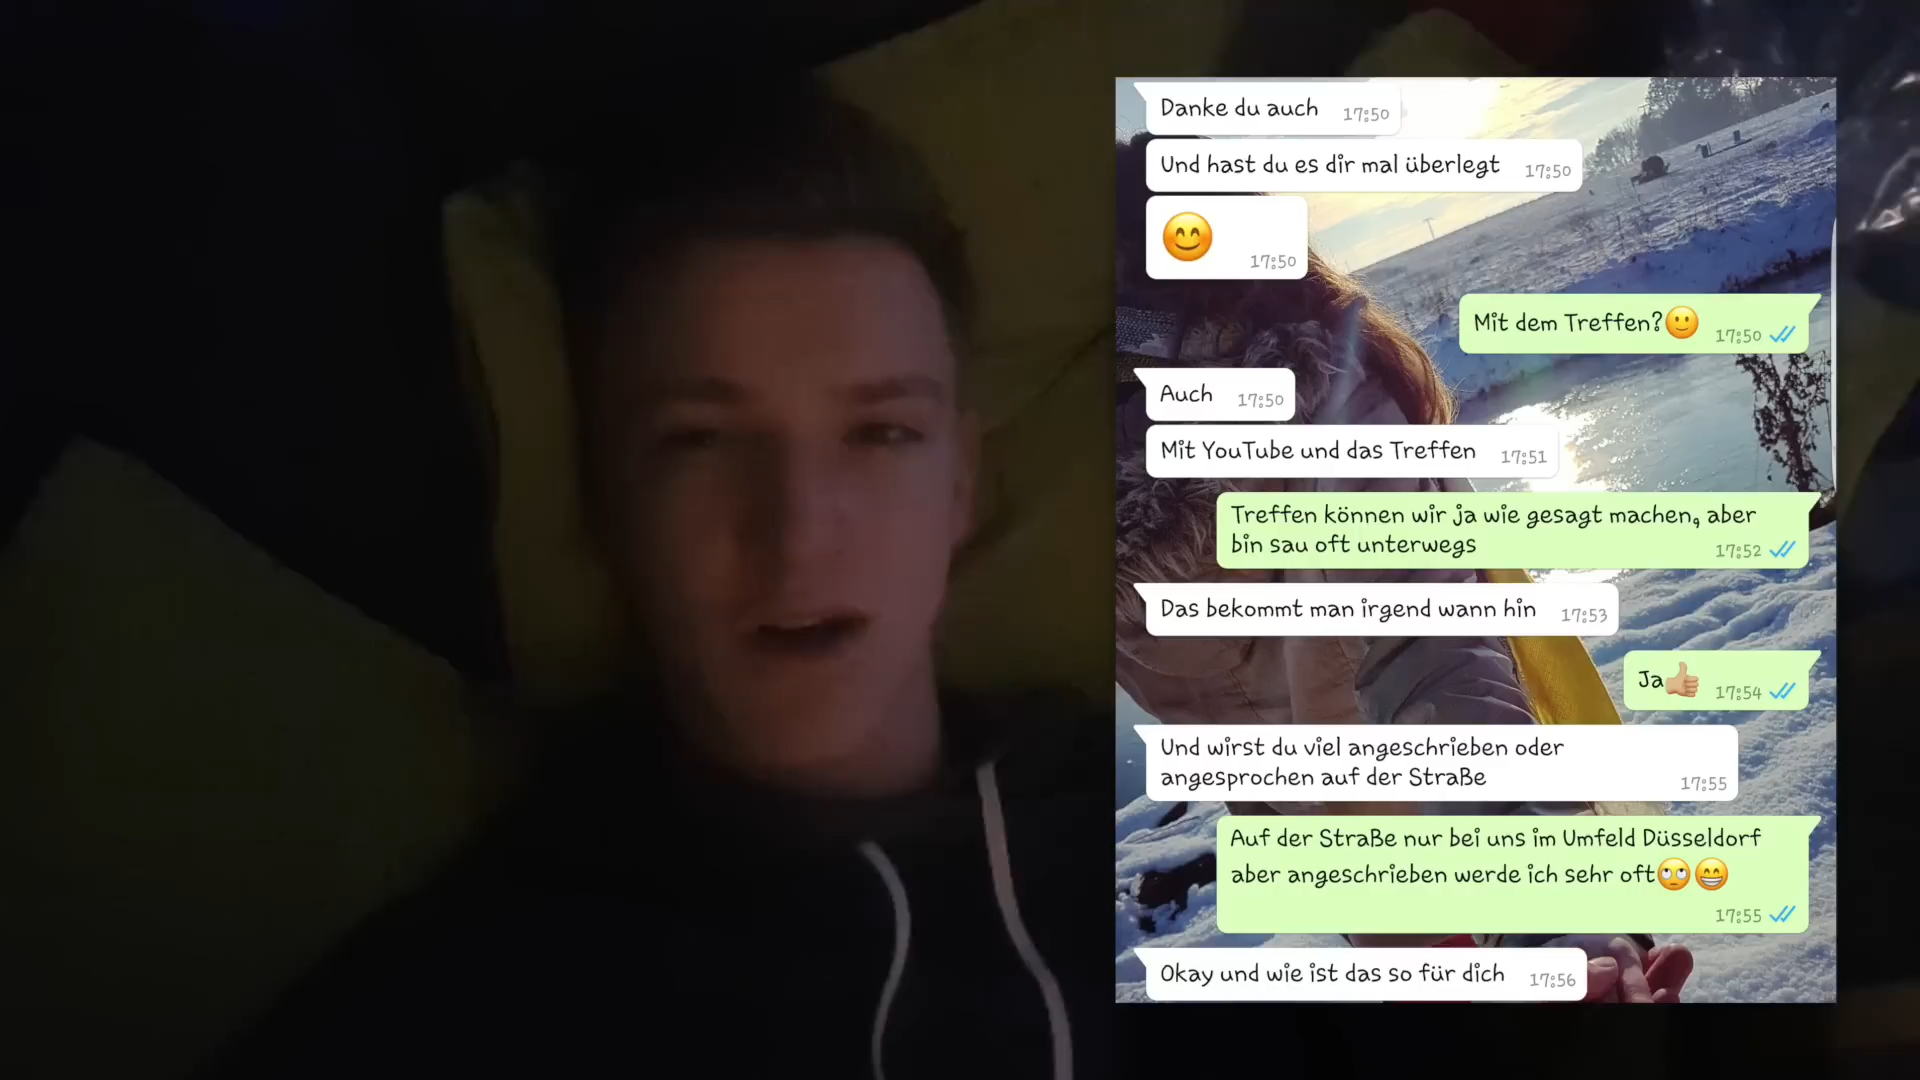 Danke du auch 17:50
Und hast du es dir mal überlegt 17:50
😊 17:50
Mit dem Treffen?🙂 17:50
Auch 17:50
Mit YouTube und das Treffen 17:51
Treffen können wir ja wie gesagt machen, aber
bin sau oft unterwegs 17:52
Das bekommt man irgend wann hin 17:53
Ja👍🏼 17:54
Und wirst du viel angeschrieben oder
angesprochen auf der Straße 17:55
Auf der Straße nur bei uns im Umfeld Düsseldorf
aber angeschrieben werde ich sehr oft🙄😁
17:55
Okay und wie ist das so für dich 17:56